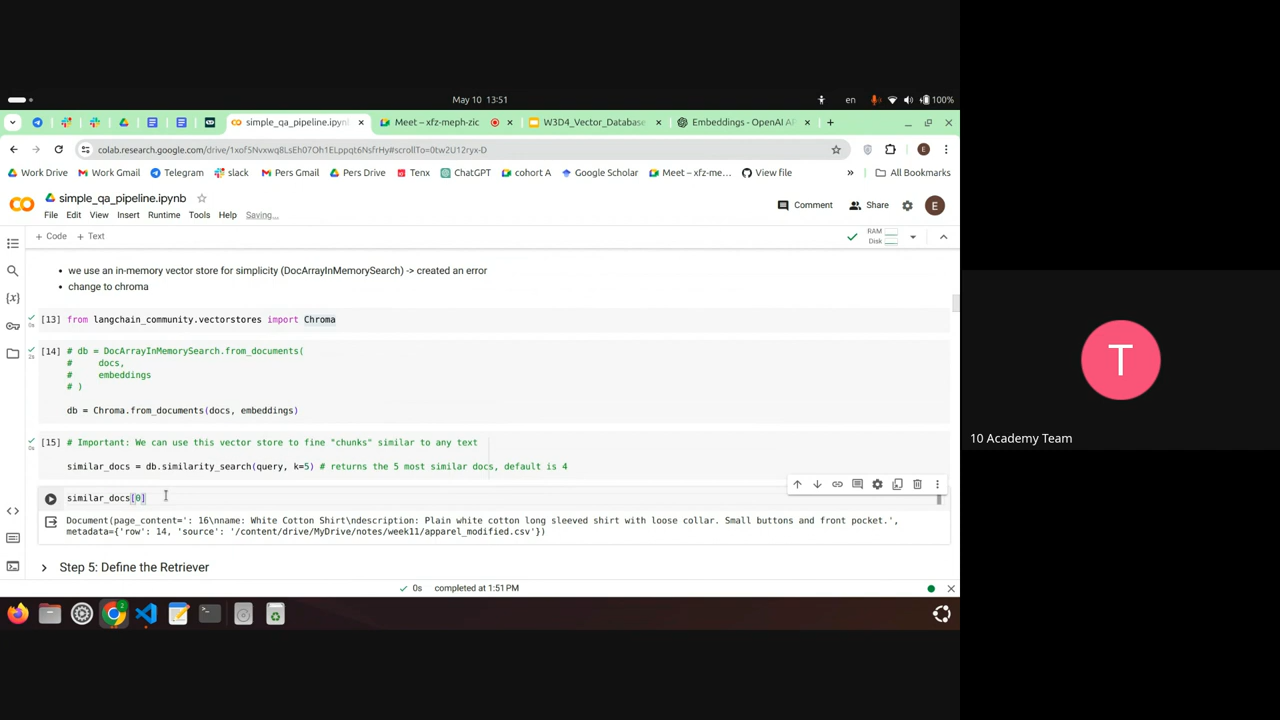 May 10 13:51
en
100%
simple_qa_pipeline.ipynb
Meet – xfz-meph-zic
W3D4_Vector_Database
Embeddings - OpenAI AP
colab.research.google.com/drive/1xof5Nvxwq8LsEh07Oh1ELppqt6NsfrHy#scrollTo=0tw2U12ryx-D
Work Drive
Work Gmail
Telegram
slack
Pers Gmail
Pers Drive
Tenx
ChatGPT
cohort A
Google Scholar
Meet – xfz-me...
View file
All Bookmarks
simple_qa_pipeline.ipynb
Comment
Share
E
File Edit View Insert Runtime Tools Help Saving...
+ Code + Text
RAM
Disk
• we use an in-memory vector store for simplicity (DocArrayInMemorySearch) -> created an error
• change to chroma
[13] from langchain_community.vectorstores import Chroma
0s
[14] # db = DocArrayInMemorySearch.from_documents(
2s
# docs,
# embeddings
# )
db = Chroma.from_documents(docs, embeddings)
[15] # Important: We can use this vector store to fine "chunks" similar to any text
0s
similar_docs = db.similarity_search(query, k=5) # returns the 5 most similar docs, default is 4
similar_docs[0]
Document(page_content=': 16\nname: White Cotton Shirt\ndescription: Plain white cotton long sleeved shirt with loose collar. Small buttons and front pocket.',
metadata={'row': 14, 'source': '/content/drive/MyDrive/notes/week11/apparel_modified.csv'})
Step 5: Define the Retriever
0s completed at 1:51 PM
T
10 Academy Team